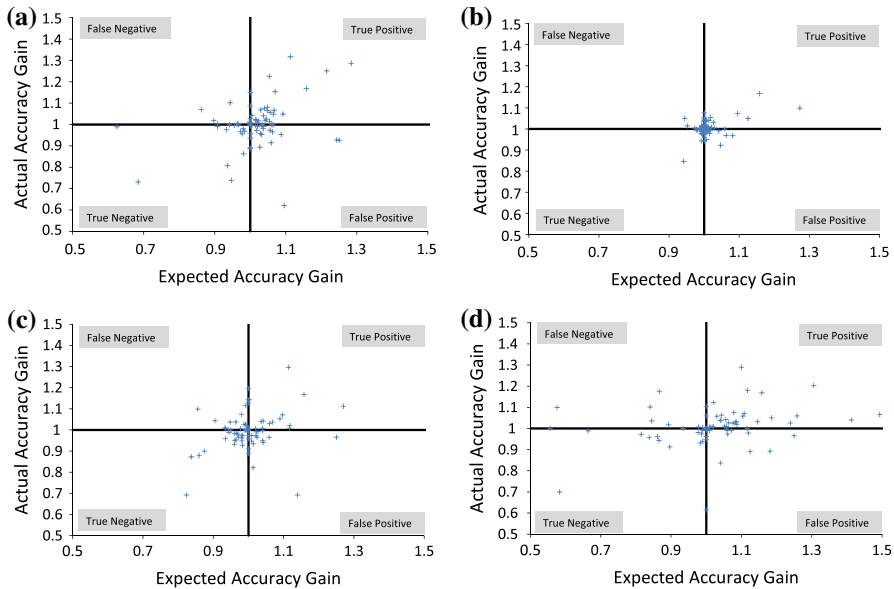 (a)
Actual Accuracy Gain
1.5
1.4
1.3
1.2
1.1
1
0.9
0.8
0.7
0.6
0.5
False Negative
True Positive
True Negative
False Positive
0.5 0.7 0.9 1.1 1.3 1.5
Expected Accuracy Gain
(b)
Actual Accuracy Gain
1.5
1.4
1.3
1.2
1.1
1
0.9
0.8
0.7
0.6
0.5
False Negative
True Positive
True Negative
False Positive
0.5 0.7 0.9 1.1 1.3 1.5
Expected Accuracy Gain
(c)
Actual Accuracy Gain
1.5
1.4
1.3
1.2
1.1
1
0.9
0.8
0.7
0.6
0.5
False Negative
True Positive
True Negative
False Positive
0.5 0.7 0.9 1.1 1.3 1.5
Expected Accuracy Gain
(d)
Actual Accuracy Gain
1.5
1.4
1.3
1.2
1.1
1
0.9
0.8
0.7
0.6
0.5
False Negative
True Positive
True Negative
False Positive
0.5 0.7 0.9 1.1 1.3 1.5
Expected Accuracy Gain